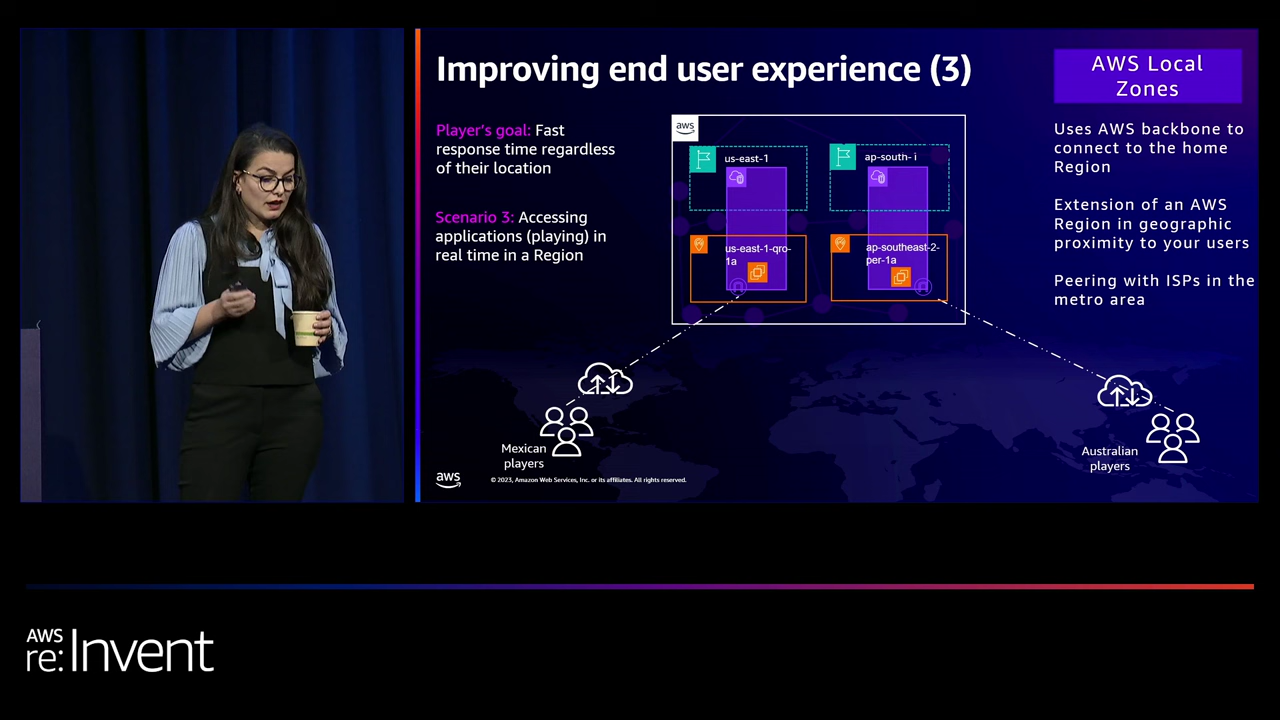 Improving end user experience (3)
AWS Local
Zones
Player's goal: Fast
response time regardless
of their location
Scenario 3: Accessing
applications (playing) in
real time in a Region
aws
us-east-1
ap-south-
us-east-1-qro-
1a
ap-southeast-2-
per-1a
Uses AWS backbone to
connect to the home
Region
Extension of an AWS
Region in geographic
proximity to your users
Peering with ISPs in the
metro area
Mexican
players
Australian
players
aws
© 2023, Amazon Web Services, Inc. or its affiliates. All rights reserved.
AWS
re:Invent